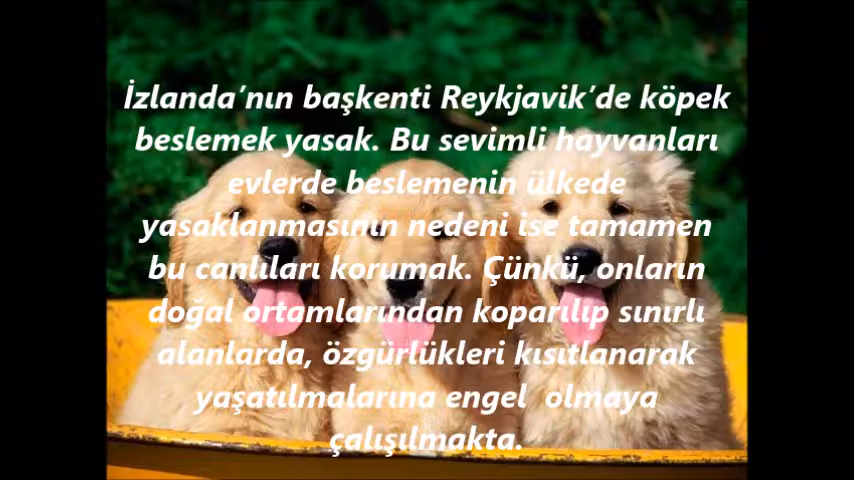 İzlanda’nın başkenti Reykjavik’de köpek
beslemek yasak. Bu sevimli hayvanları
evlerde beslemenin ülkede
yasaklanmasının nedeni ise tamamen
bu canlıları korumak. Çünkü, onların
doğal ortamlarından koparılıp sınırlı
alanlarda, özgürlükleri kısıtlanarak
yaşatılmalarına engel  olmaya
çalışılmakta.